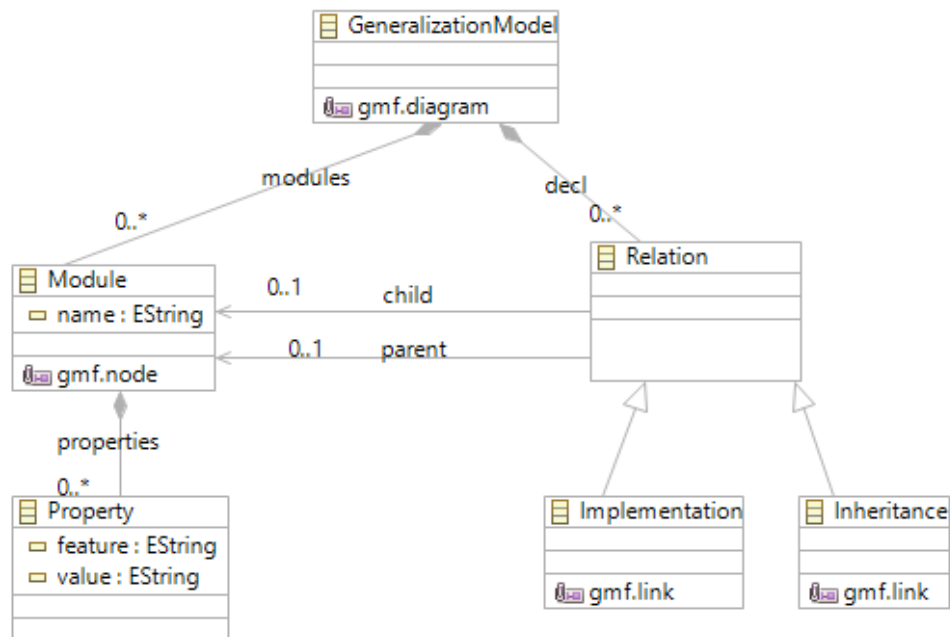 GeneralizationModel
gmf.diagram
modules
decl
0..*
0..*
Module
name : EString
gmf.node
Relation
0..1
child
0..1
parent
properties
0..*
Property
feature : EString
value : EString
Implementation
gmf.link
Inheritance
gmf.link